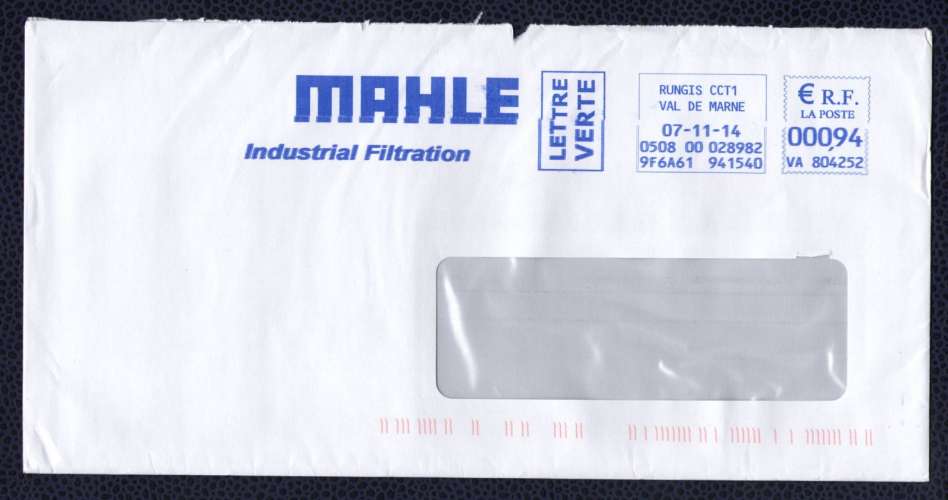 MAHLE
Industrial Filtration
LETTRE
VERTE
RUNGIS CCT1
VAL DE MARNE
07-11-14
0508 00 028982
9F6A61 941540
€ R.F.
LA POSTE
000,94
VA 804252